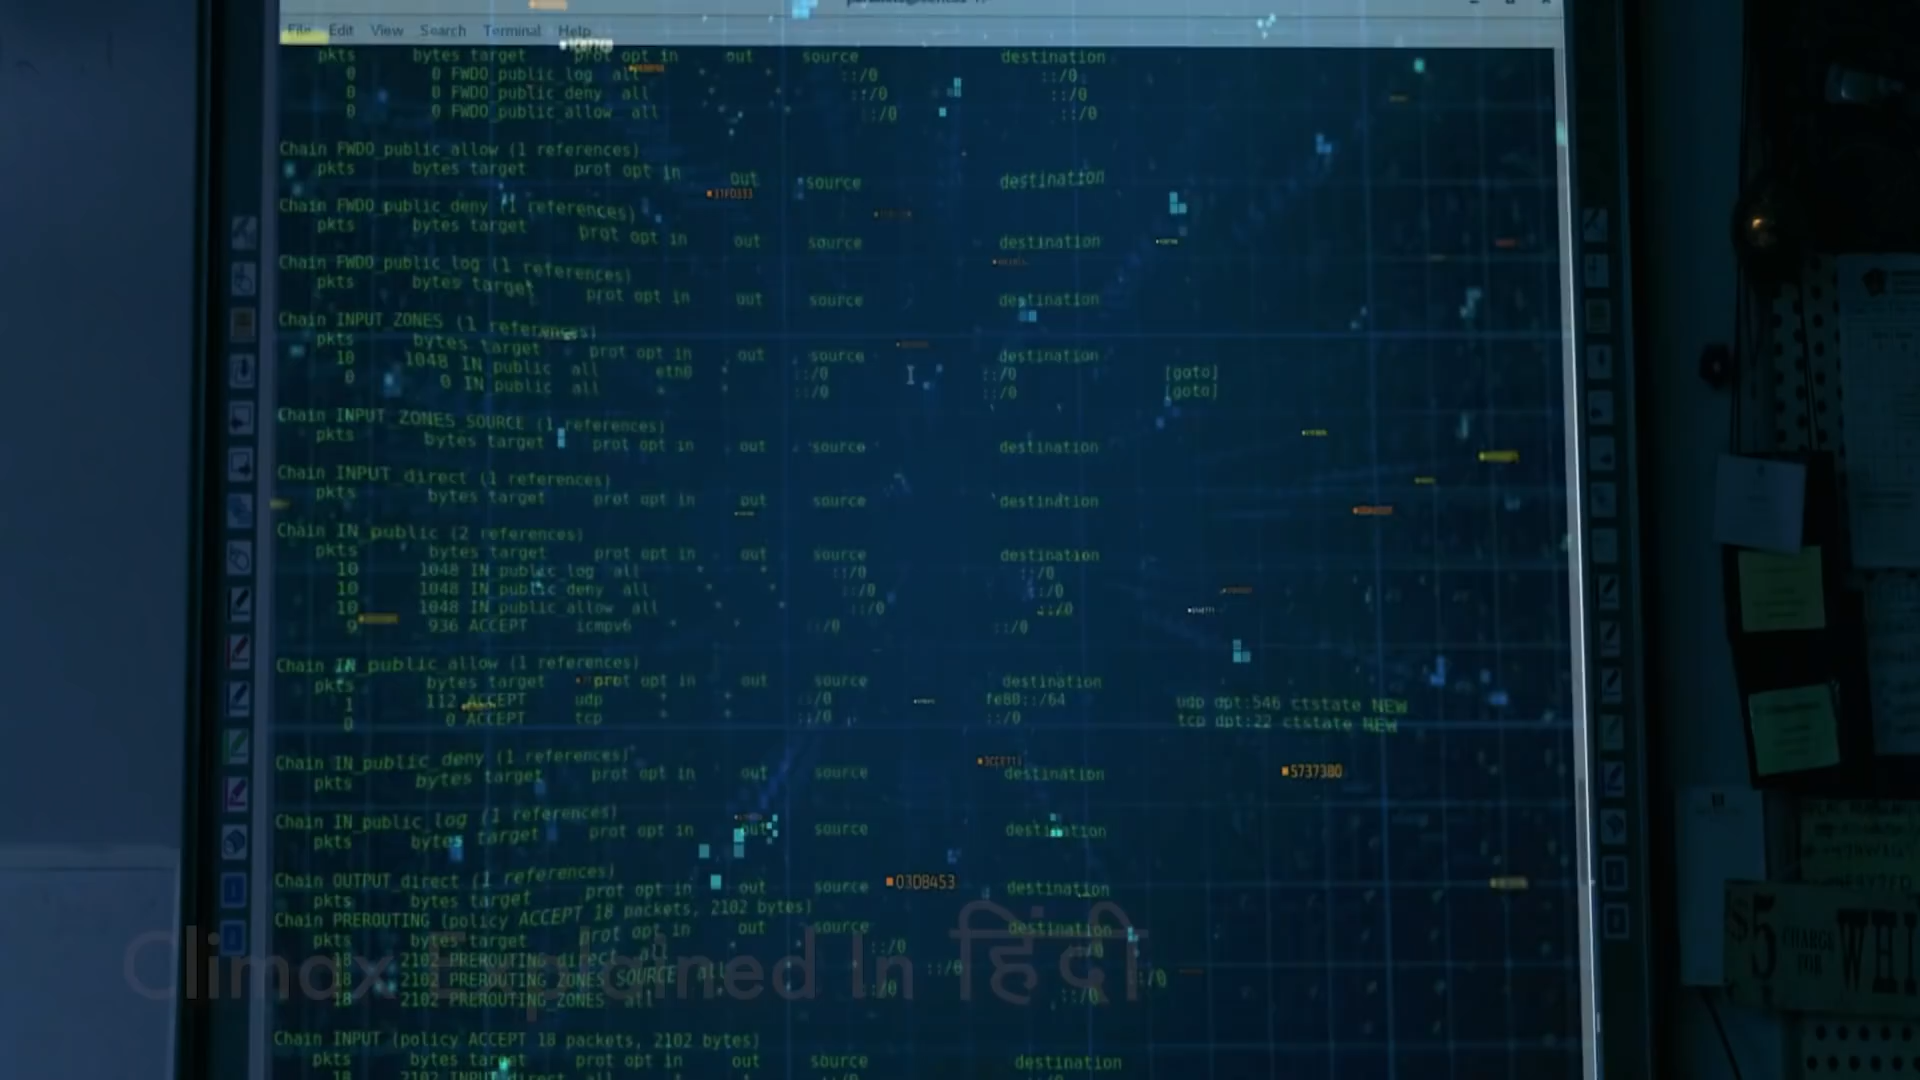 File Edit View Search Terminal Help
pkts bytes target prot opt in out source destination
0 0 FWDO_public_log all ::/0 ::/0
0 0 FWDO_public_deny all ::/0 ::/0
0 0 FWDO_public_allow all ::/0 ::/0
Chain FWDO_public_allow (1 references)
pkts bytes target prot opt in out source destination
31FD333
Chain FWDO_public_deny (1 references)
pkts bytes target prot opt in out source destination
Chain FWDO_public_log (1 references)
pkts bytes target prot opt in out source destination
Chain INPUT_ZONES (1 references)
pkts bytes target prot opt in out source destination
10 1048 IN_public all eth0 * ::/0 ::/0 [goto]
0 0 IN_public all * * ::/0 ::/0 [goto]
Chain INPUT_ZONES_SOURCE (1 references)
pkts bytes target prot opt in out source destination
Chain INPUT_direct (1 references)
pkts bytes target prot opt in out source destination
Chain IN_public (2 references)
pkts bytes target prot opt in out source destination
10 1048 IN_public_log all * * ::/0 ::/0
10 1048 IN_public_deny all * * ::/0 ::/0
10 1048 IN_public_allow all * * ::/0 ::/0
9 936 ACCEPT icmpv6 * * ::/0 ::/0
Chain IN_public_allow (1 references)
pkts bytes target prot opt in out source destination
1 112 ACCEPT udp * * ::/0 fe80::/64 udp dpt:546 ctstate NEW
0 0 ACCEPT tcp * * ::/0 ::/0 tcp dpt:22 ctstate NEW
Chain IN_public_deny (1 references)
pkts bytes target prot opt in out source destination
5737380
Chain IN_public_log (1 references)
pkts bytes target prot opt in out source destination
Chain OUTPUT_direct (1 references)
03DB453
pkts bytes target prot opt in out source destination
Chain PREROUTING (policy ACCEPT 18 packets, 2102 bytes)
pkts bytes target prot opt in out source destination
18 2102 PREROUTING_direct all ::/0 ::/0
18 2102 PREROUTING_ZONES_SOURCE all ::/0 ::/0
18 2102 PREROUTING_ZONES all ::/0 ::/0
Chain INPUT (policy ACCEPT 18 packets, 2102 bytes)
pkts bytes target prot opt in out source destination
18 2102 INPUT_direct all
Climax Explained In हिंदी
$5 CHARGE FOR WHI